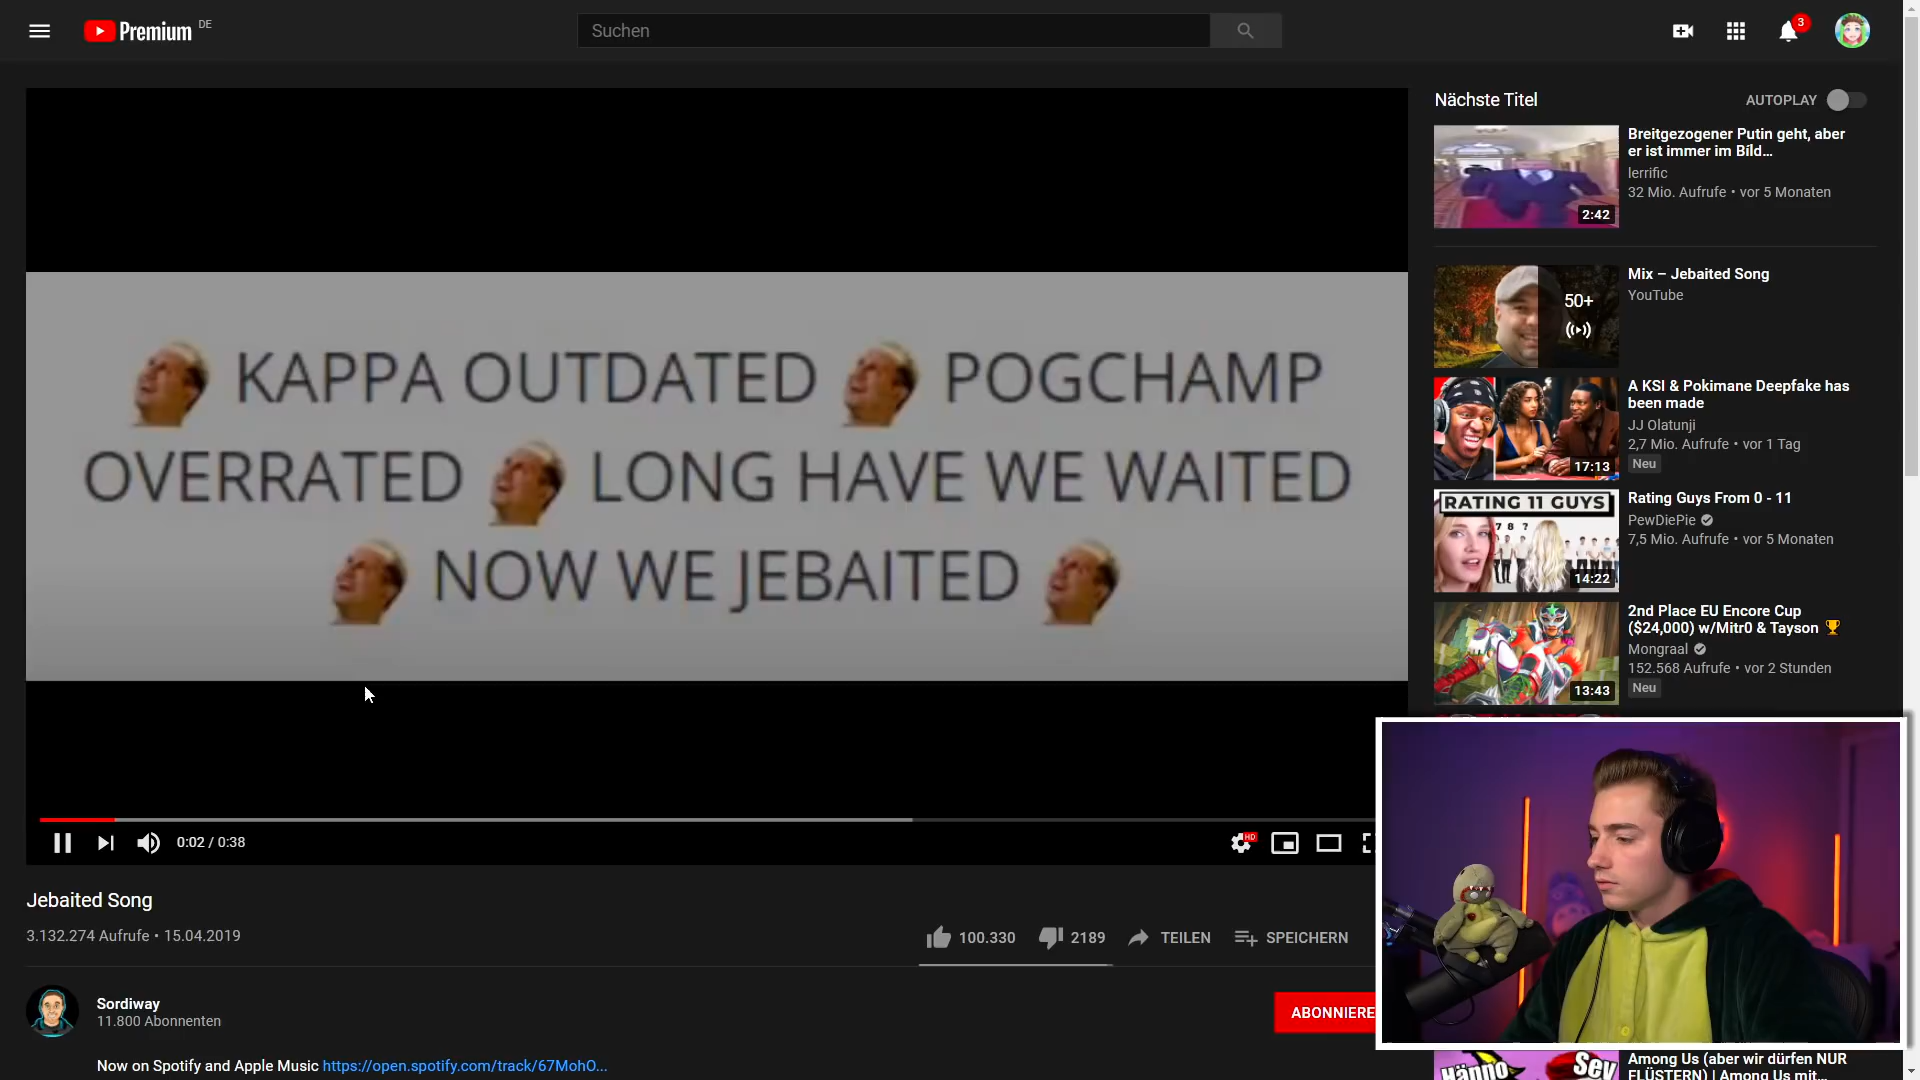 Premium DE
Suchen
3
Nächste Titel
AUTOPLAY
Breitgezogener Putin geht, aber
er ist immer im Bild...
lerrific
32 Mio. Aufrufe • vor 5 Monaten
2:42
50+
Mix – Jebaited Song
YouTube
KAPPA OUTDATED POGCHAMP
OVERRATED LONG HAVE WE WAITED
NOW WE JEBAITED
A KSI & Pokimane Deepfake has
been made
JJ Olatunji
2,7 Mio. Aufrufe • vor 1 Tag
Neu
17:13
RATING 11 GUYS
7 8 ?
14:22
Rating Guys From 0 - 11
PewDiePie
7,5 Mio. Aufrufe • vor 5 Monaten
2nd Place EU Encore Cup
($24,000) w/Mitr0 & Tayson
Mongraal
152.568 Aufrufe • vor 2 Stunden
Neu
13:43
0:02 / 0:38
HD
Jebaited Song
3.132.274 Aufrufe • 15.04.2019
100.330
2189
TEILEN
SPEICHERN
Sordiway
11.800 Abonnenten
ABONNIERE
Now on Spotify and Apple Music https://open.spotify.com/track/67MohO...
Hänno Sev
Among Us (aber wir dürfen NUR
FLÜSTERN) | Among Us mit...